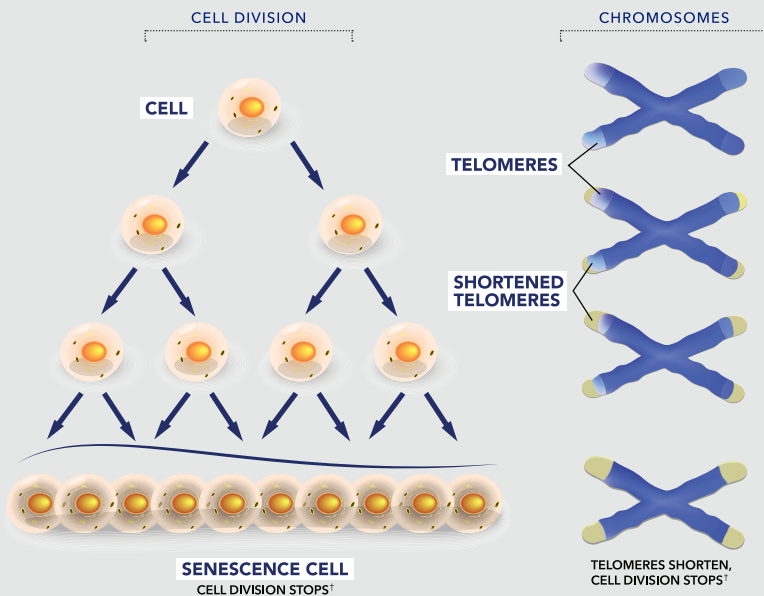 CELL DIVISION
CHROMOSOMES
CELL
TELOMERES
SHORTENED
TELOMERES
SENESCENCE CELL
CELL DIVISION STOPS†
TELOMERES SHORTEN,
CELL DIVISION STOPS†